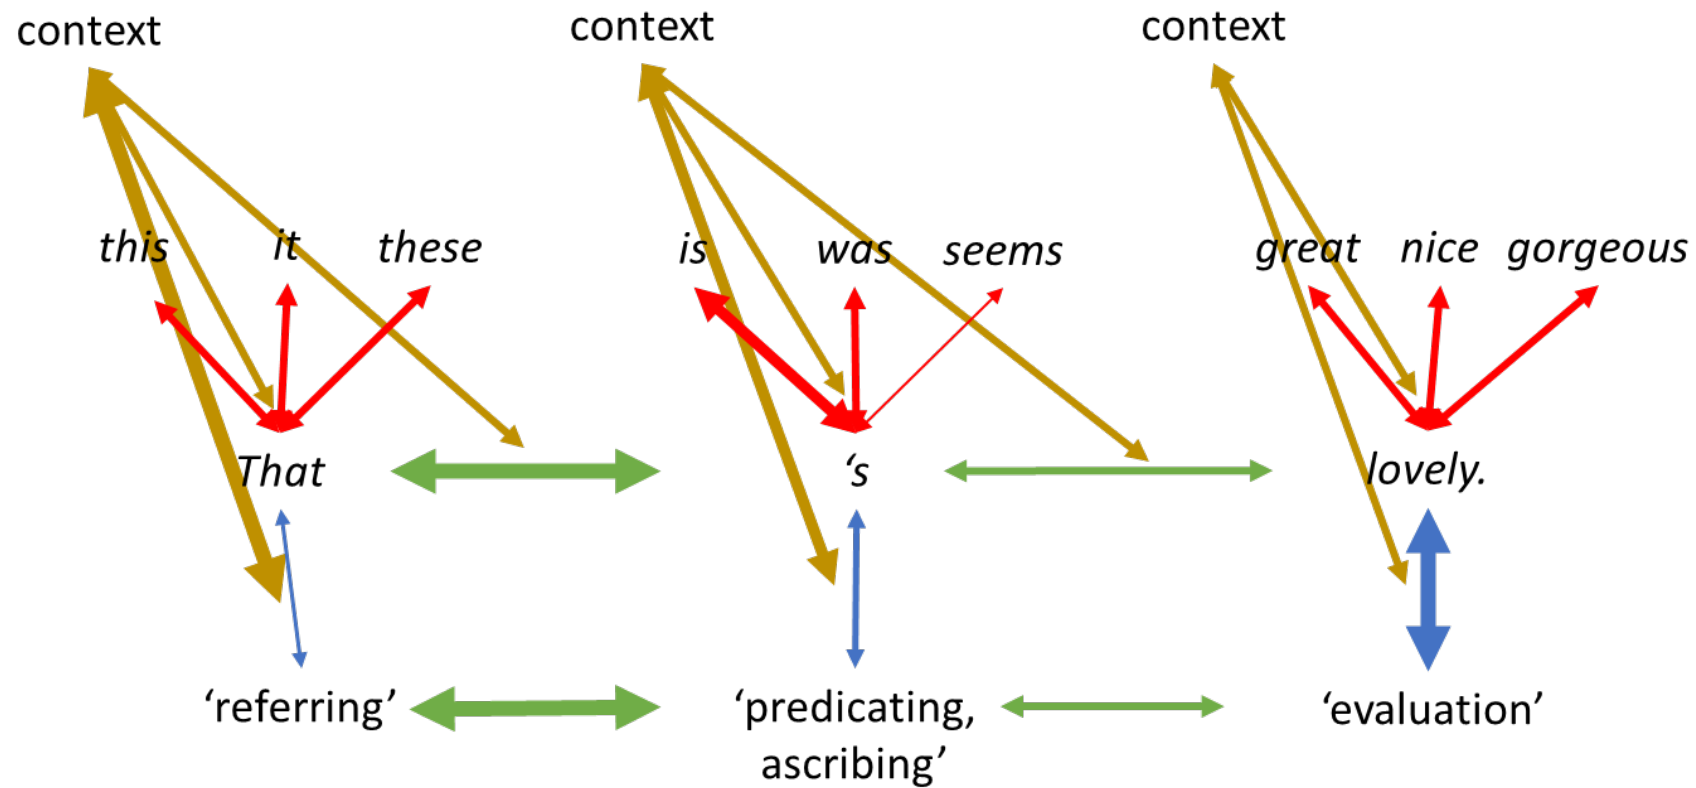 context context context
this it these is was seems great nice gorgeous
That ‘s lovely.
‘referring’ ‘predicating, ‘evaluation’
ascribing’